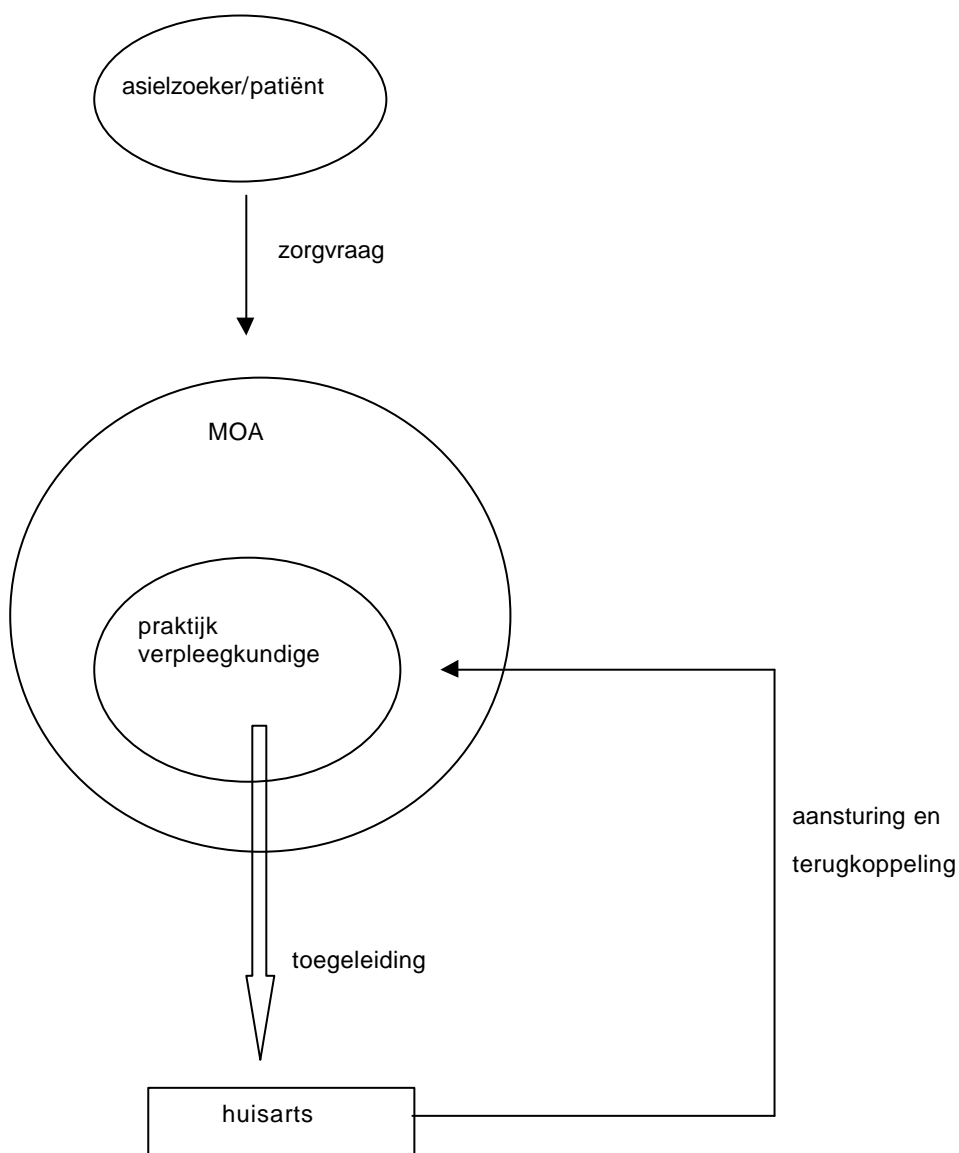 asielzoeker/patiënt
zorgvraag
MOA
praktijk
verpleegkundige
aansturing en
terugkoppeling
toegeleiding
huisarts